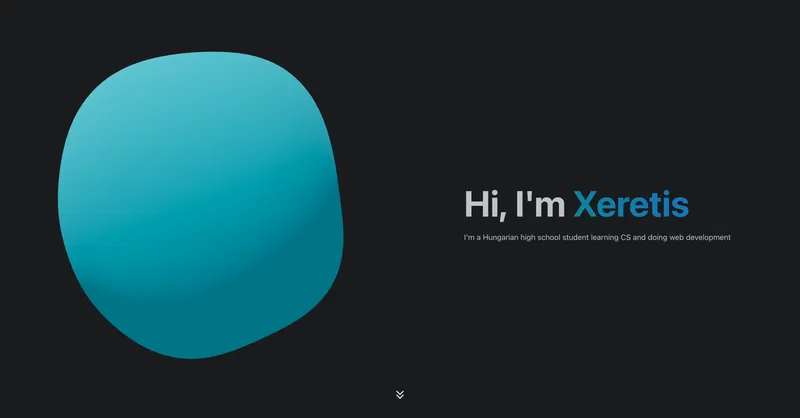 Hi, I'm Xeretis
I'm a Hungarian high school student learning CS and doing web development